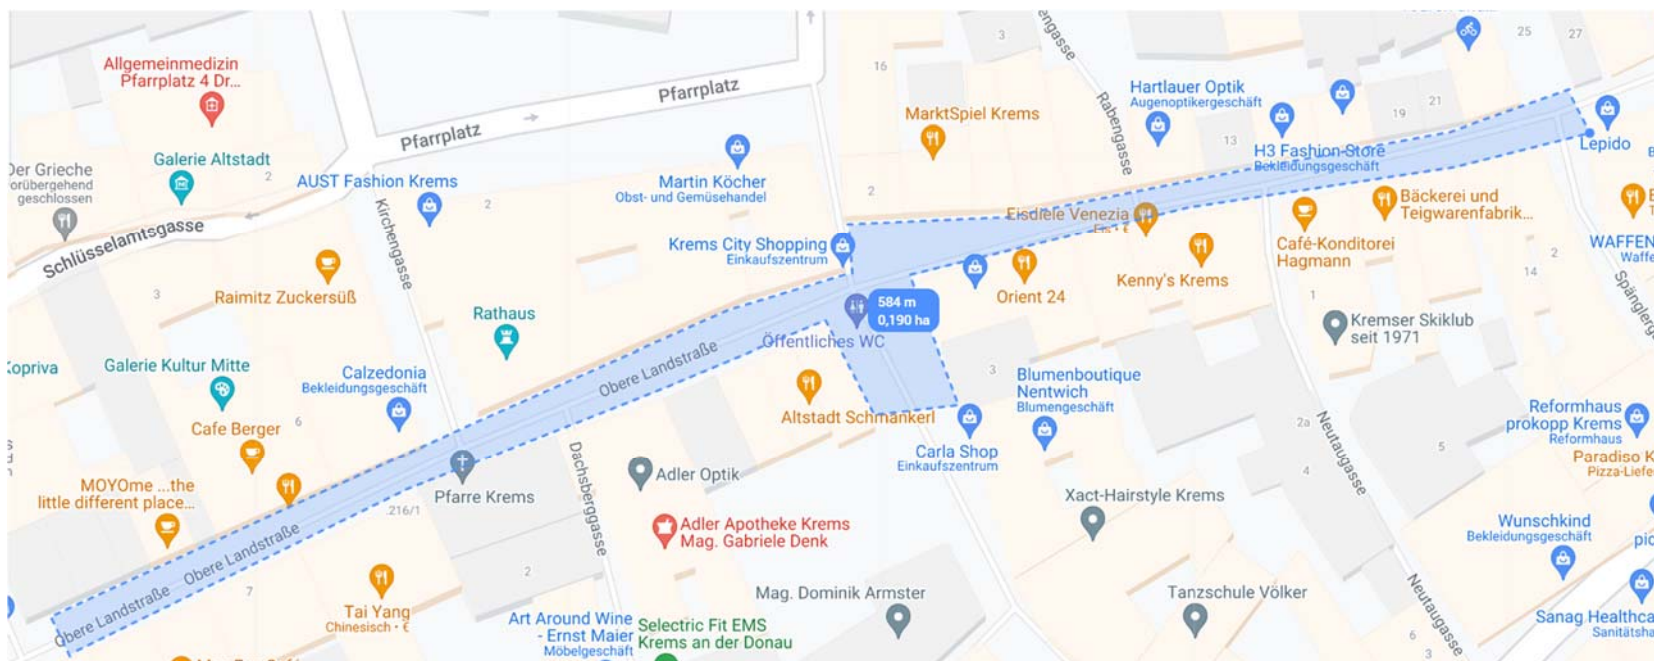 Allgemeinmedizin
Pfarrplatz 4 Dr...
Pfarrplatz
Pfarrplatz
3
16
25
27
Rabengasse
Hartlauer Optik
Augenoptikergeschäft
MarktSpiel Krems
19
21
13
H3 Fashion-Store
Bekleidungsgeschäft
Lepido
Der Grieche
vorübergehend
geschlossen
Galerie Altstadt
2
AUST Fashion Krems
2
Martin Köcher
Obst- und Gemüsehandel
2
Kirchengasse
Schlüsselamtsgasse
Krems City Shopping
Einkaufszentrum
Eisdiele Venezia
Eis · €
Bäckerei und
Teigwarenfabrik...
Café-Konditorei
Hagmann
2
14
WAFFEN
Waffe
Raimitz Zuckersüß
3
Rathaus
Orient 24
Kenny's Krems
584 m
0,190 ha
Öffentliches WC
1
Kremser Skiklub
seit 1971
Kopriva
Galerie Kultur Mitte
Calzedonia
Bekleidungsgeschäft
Obere Landstraße
Altstadt Schmankerl
3
Blumenboutique
Nentwich
Blumengeschäft
Cafe Berger
6
Carla Shop
Einkaufszentrum
2a
4
5
Neutaugasse
Reformhaus
prokopp Krems
Reformhaus
Paradiso K
Pizza-Liefe
MOYOme ...the
little different place...
Pfarre Krems
Dachsberggasse
Adler Optik
216/1
Xact-Hairstyle Krems
Adler Apotheke Krems
Mag. Gabriele Denk
Wunschkind
Bekleidungsgeschäft
pic
Obere Landstraße
Obere Landstraße
7
2
Tai Yang
Chinesisch · €
Mag. Dominik Armster
Tanzschule Völker
Neutaugasse
Art Around Wine
- Ernst Maier
Möbelgeschäft
Selectric Fit EMS
Krems an der Donau
Sanag Healthca
Sanitätsha
6
3